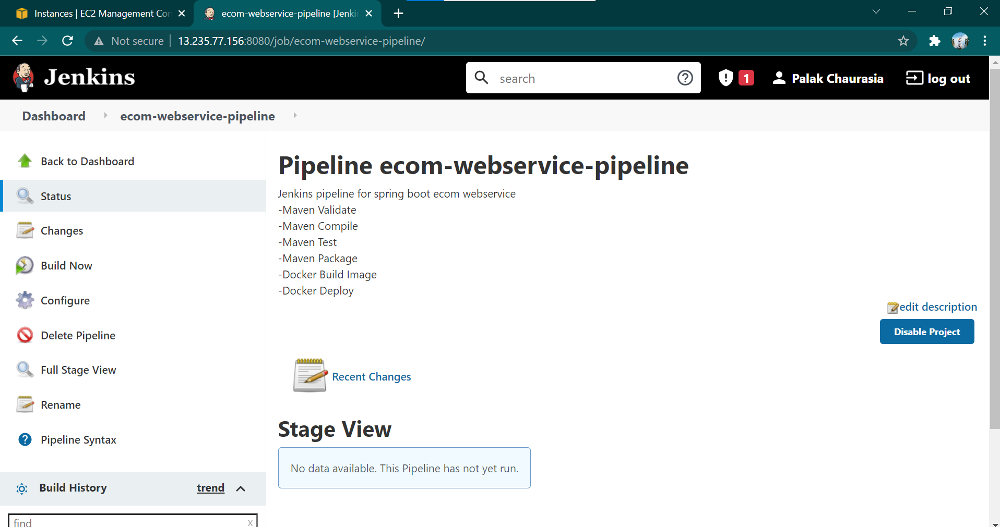 Instances | EC2 Management Con
ecom-webservice-pipeline [Jenki
Not secure
13.235.77.156:8080/job/ecom-webservice-pipeline/
Jenkins
search
1
Palak Chaurasia
log out
Dashboard
ecom-webservice-pipeline
Back to Dashboard
Status
Changes
Build Now
Configure
Delete Pipeline
Full Stage View
Rename
Pipeline Syntax
Build History
trend
find
x
Pipeline ecom-webservice-pipeline
Jenkins pipeline for spring boot ecom webservice
-Maven Validate
-Maven Compile
-Maven Test
-Maven Package
-Docker Build Image
-Docker Deploy
edit description
Disable Project
Recent Changes
Stage View
No data available. This Pipeline has not yet run.